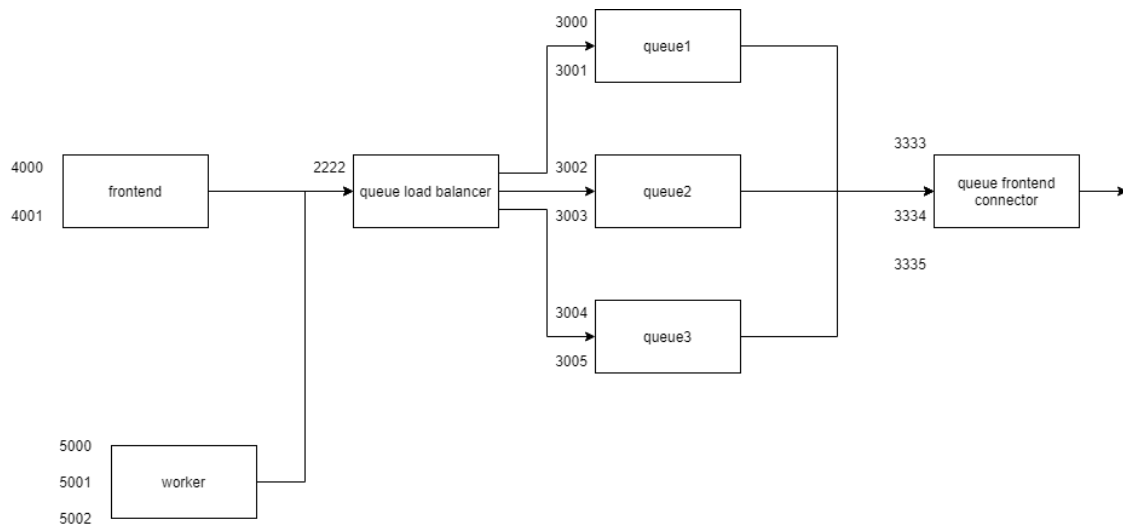 3000
queue1
3001
4000
frontend
4001
2222
queue load balancer
3002
queue2
3003
3333
queue frontend
connector
3334
3335
3004
queue3
3005
5000
5001
worker
5002